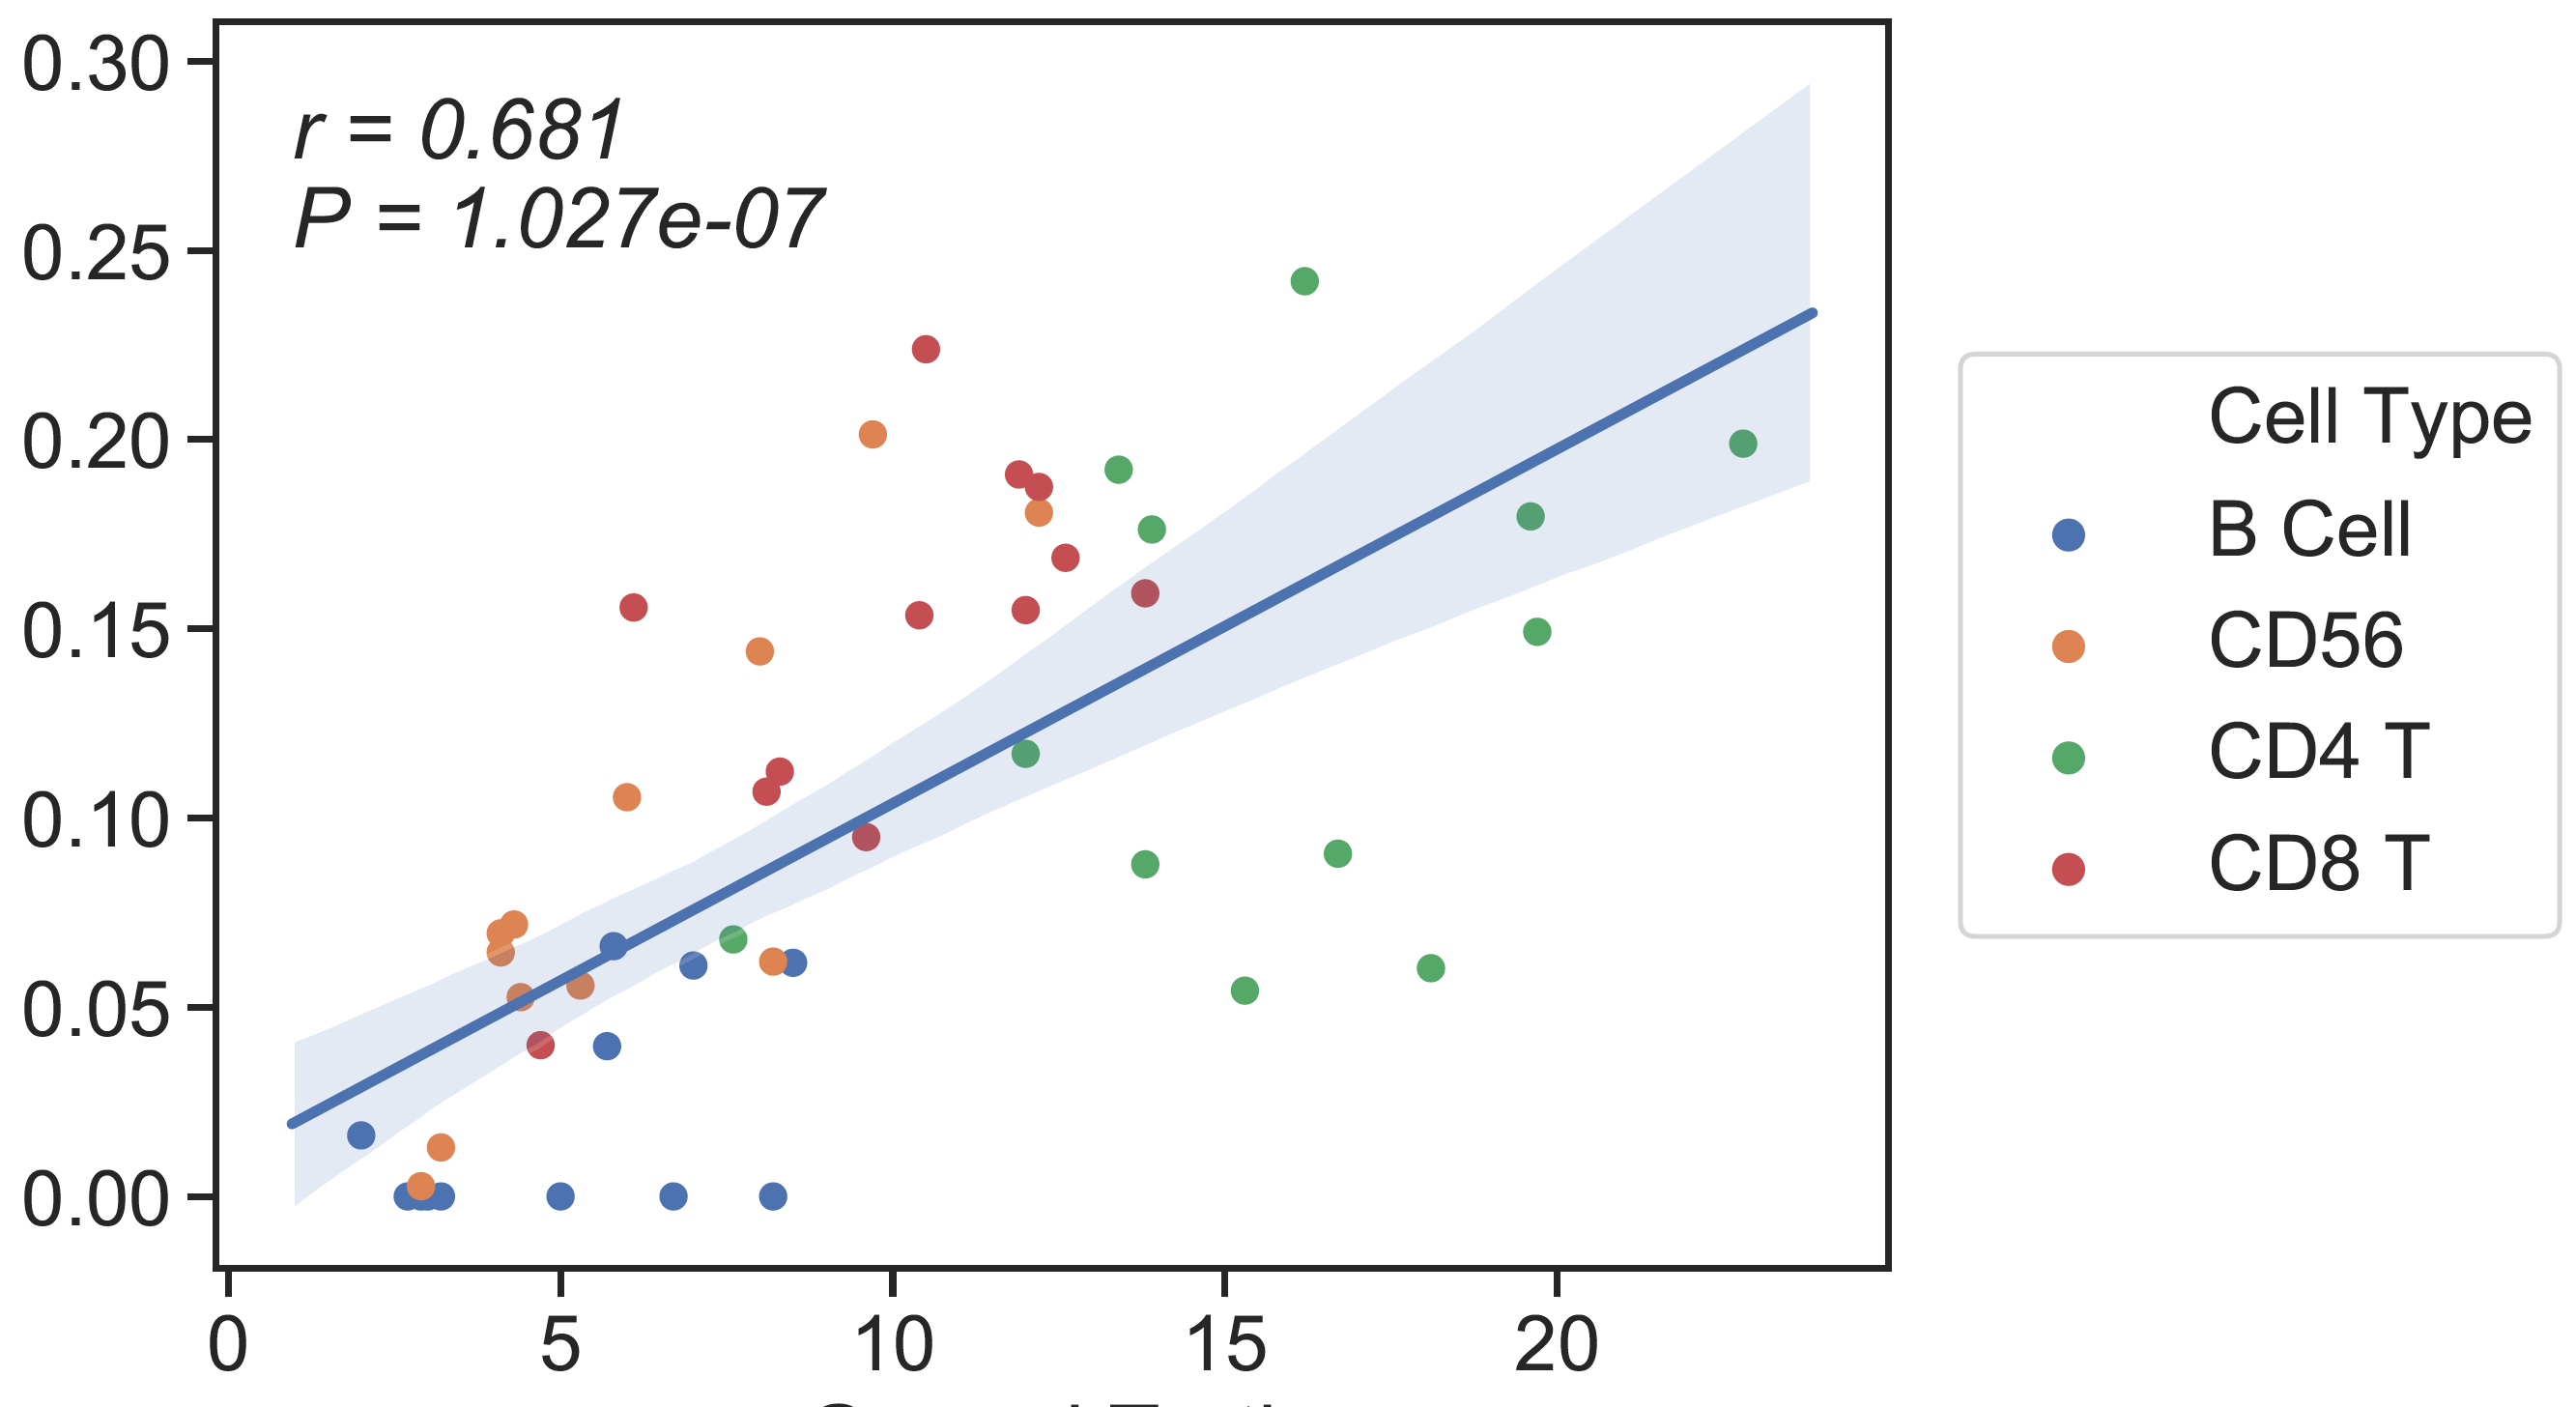 0.30
0.25
0.20
0.15
0.10
0.05
0.00
r = 0.681
P = 1.027e-07
0 5 10 15 20
Cell Type
B Cell
CD56
CD4 T
CD8 T